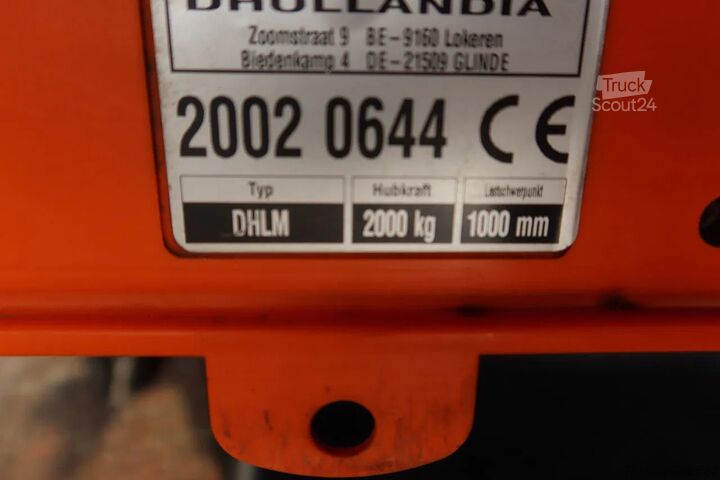 DHOLLANDIA
Zoomstraat 9 BE-9160 Lokeren
Biedenkamp 4 DE-21509 GLINDE
Truck
Scout24
2002 0644 CE
Typ Hubkraft Lastschwerpunkt
DHLM 2000 kg 1000 mm